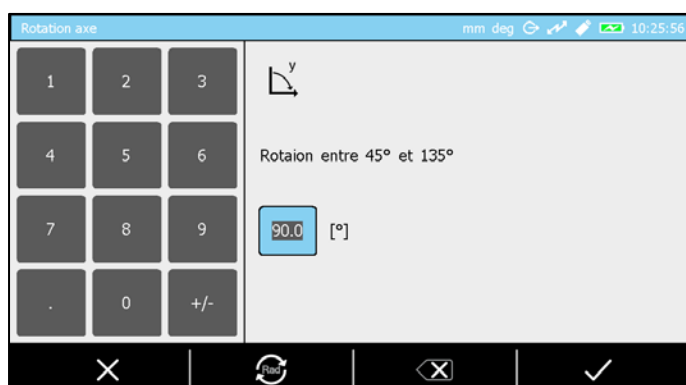 Rotation axe mm deg 10:25:56
1 2 3
y
4 5 6
Rotaion entre 45° et 135°
7 8 9
90.0 [°]
. 0 +/-
Rad